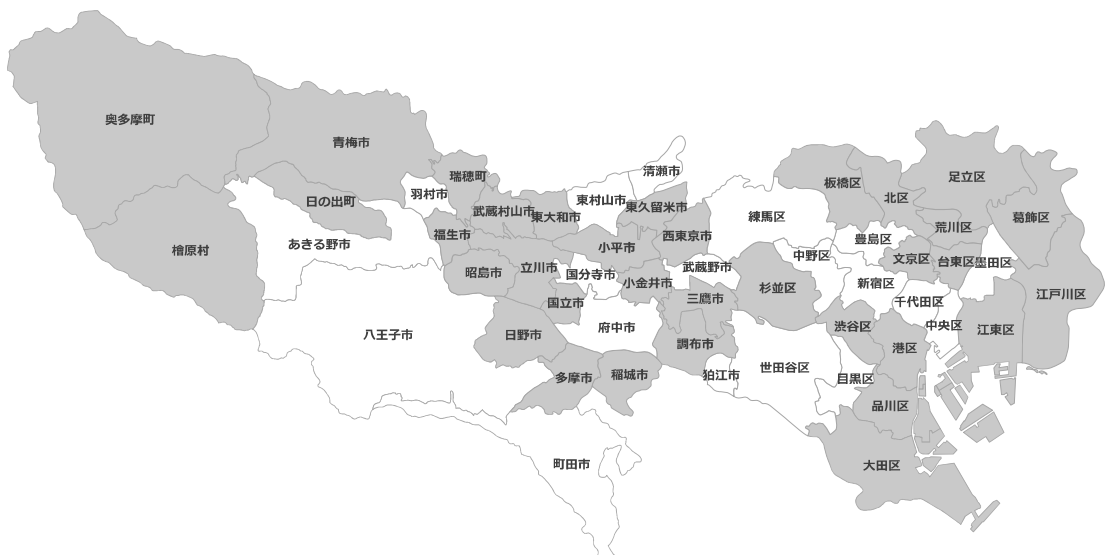 奥多摩町
青梅市
瑞穂町
羽村市
日の出町
あきる野市
檜原村
福生市
武蔵村山市
東大和市
東村山市
清瀬市
東久留米市
西東京市
小平市
昭島市
立川市
国分寺市
小金井市
武蔵野市
国立市
三鷹市
府中市
調布市
狛江市
日野市
八王子市
多摩市
稲城市
町田市
練馬区
板橋区
北区
足立区
葛飾区
荒川区
豊島区
文京区
台東区
墨田区
中野区
杉並区
新宿区
千代田区
中央区
江東区
江戸川区
渋谷区
港区
世田谷区
目黒区
品川区
大田区